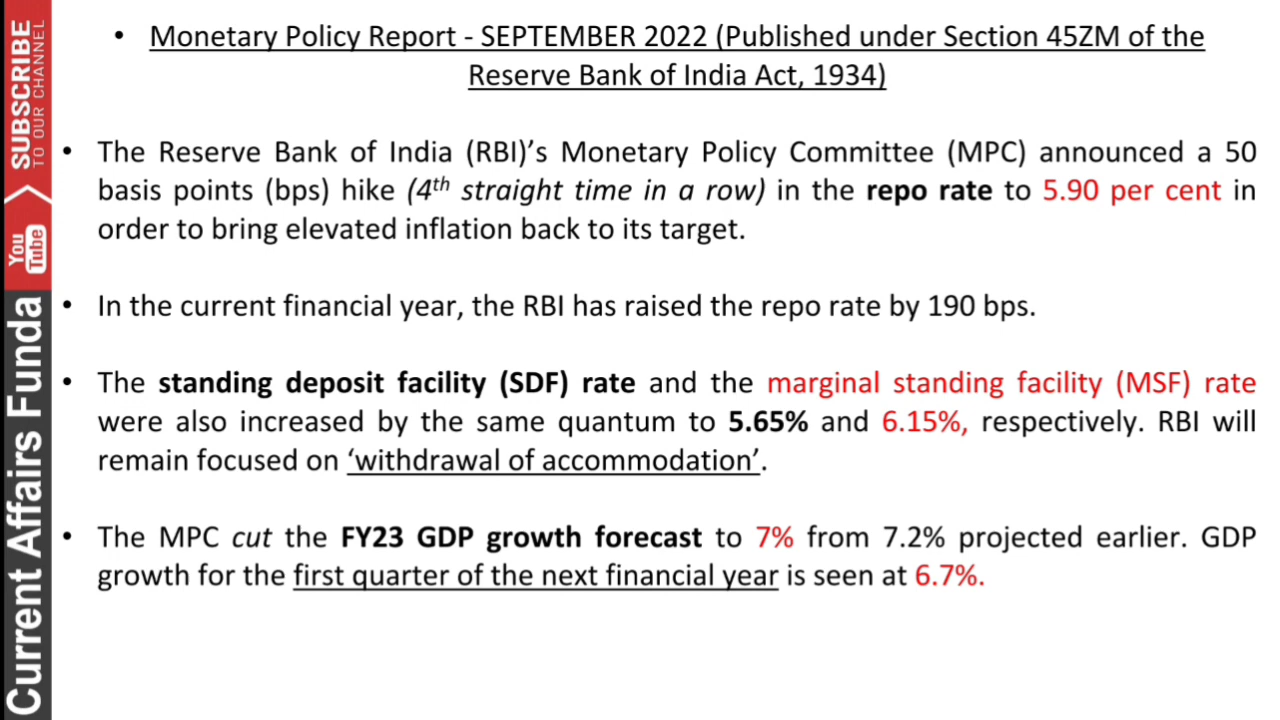 • Monetary Policy Report - SEPTEMBER 2022 (Published under Section 45ZM of the
Reserve Bank of India Act, 1934)
• The Reserve Bank of India (RBI)’s Monetary Policy Committee (MPC) announced a 50
basis points (bps) hike (4th straight time in a row) in the repo rate to 5.90 per cent in
order to bring elevated inflation back to its target.
• In the current financial year, the RBI has raised the repo rate by 190 bps.
• The standing deposit facility (SDF) rate and the marginal standing facility (MSF) rate
were also increased by the same quantum to 5.65% and 6.15%, respectively. RBI will
remain focused on ‘withdrawal of accommodation’.
• The MPC cut the FY23 GDP growth forecast to 7% from 7.2% projected earlier. GDP
growth for the first quarter of the next financial year is seen at 6.7%.
Current Affairs Funda
You
Tube
SUBSCRIBE
TO OUR CHANNEL